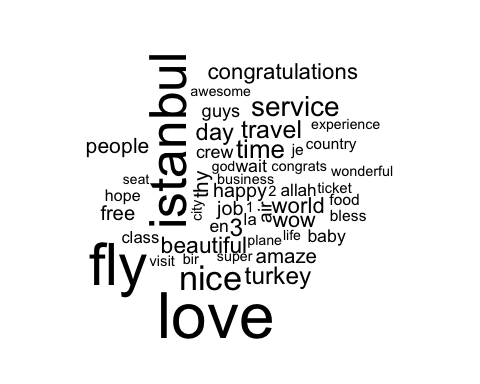 istanbul
congratulations
awesome
guys
service
people
day
travel
experience
crew
time
je
country
god
wait
congrats
wonderful
seat
thy
business
happy
2
allah
ticket
hope
free
city
job
1
air
world
food
en
3
la
wow
bless
class
beautiful
plane
life
baby
fly
visit
bir
super
amaze
nice
turkey
love